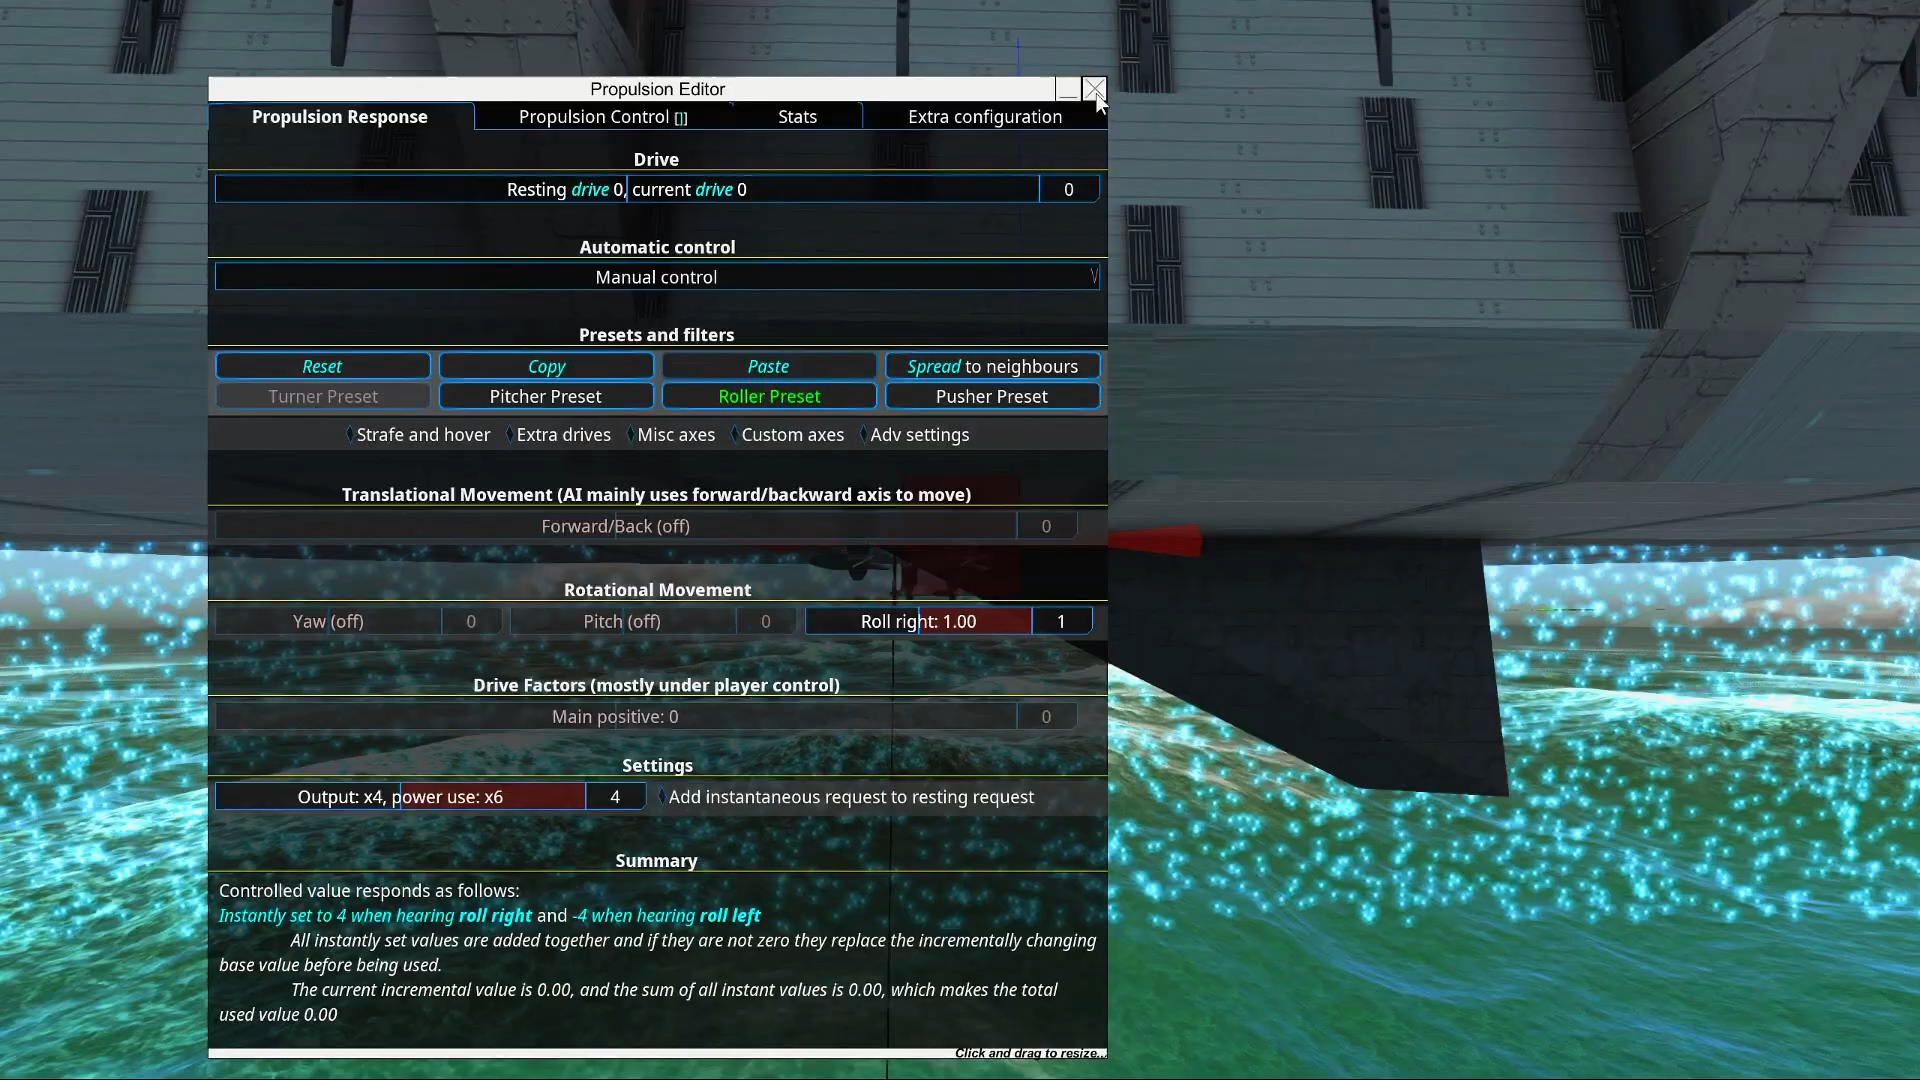 Propulsion Editor
Propulsion Response
Propulsion Control []
Stats
Extra configuration
Drive
Resting drive 0, current drive 0
0
Automatic control
Manual control
Presets and filters
Reset
Copy
Paste
Spread to neighbours
Turner Preset
Pitcher Preset
Roller Preset
Pusher Preset
Strafe and hover
Extra drives
Misc axes
Custom axes
Adv settings
Translational Movement (AI mainly uses forward/backward axis to move)
Forward/Back (off)
0
Rotational Movement
Yaw (off)
0
Pitch (off)
0
Roll right: 1.00
1
Drive Factors (mostly under player control)
Main positive: 0
0
Settings
Output: x4, power use: x6
4
Add instantaneous request to resting request
Summary
Controlled value responds as follows:
Instantly set to 4 when hearing roll right and -4 when hearing roll left
All instantly set values are added together and if they are not zero they replace the incrementally changing
base value before being used.
The current incremental value is 0.00, and the sum of all instant values is 0.00, which makes the total
used value 0.00
Click and drag to resize...